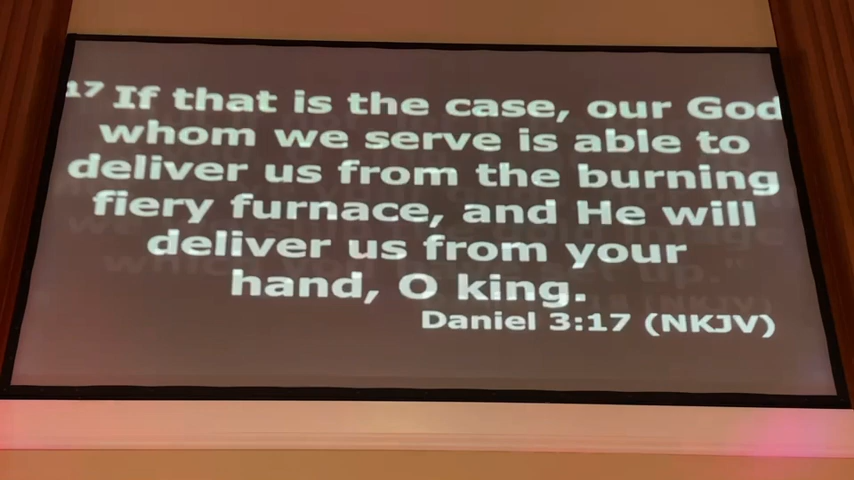 17 If that is the case, our God
whom we serve is able to
deliver us from the burning
fiery furnace, and He will
deliver us from your
hand, O king.
Daniel 3:17 (NKJV)